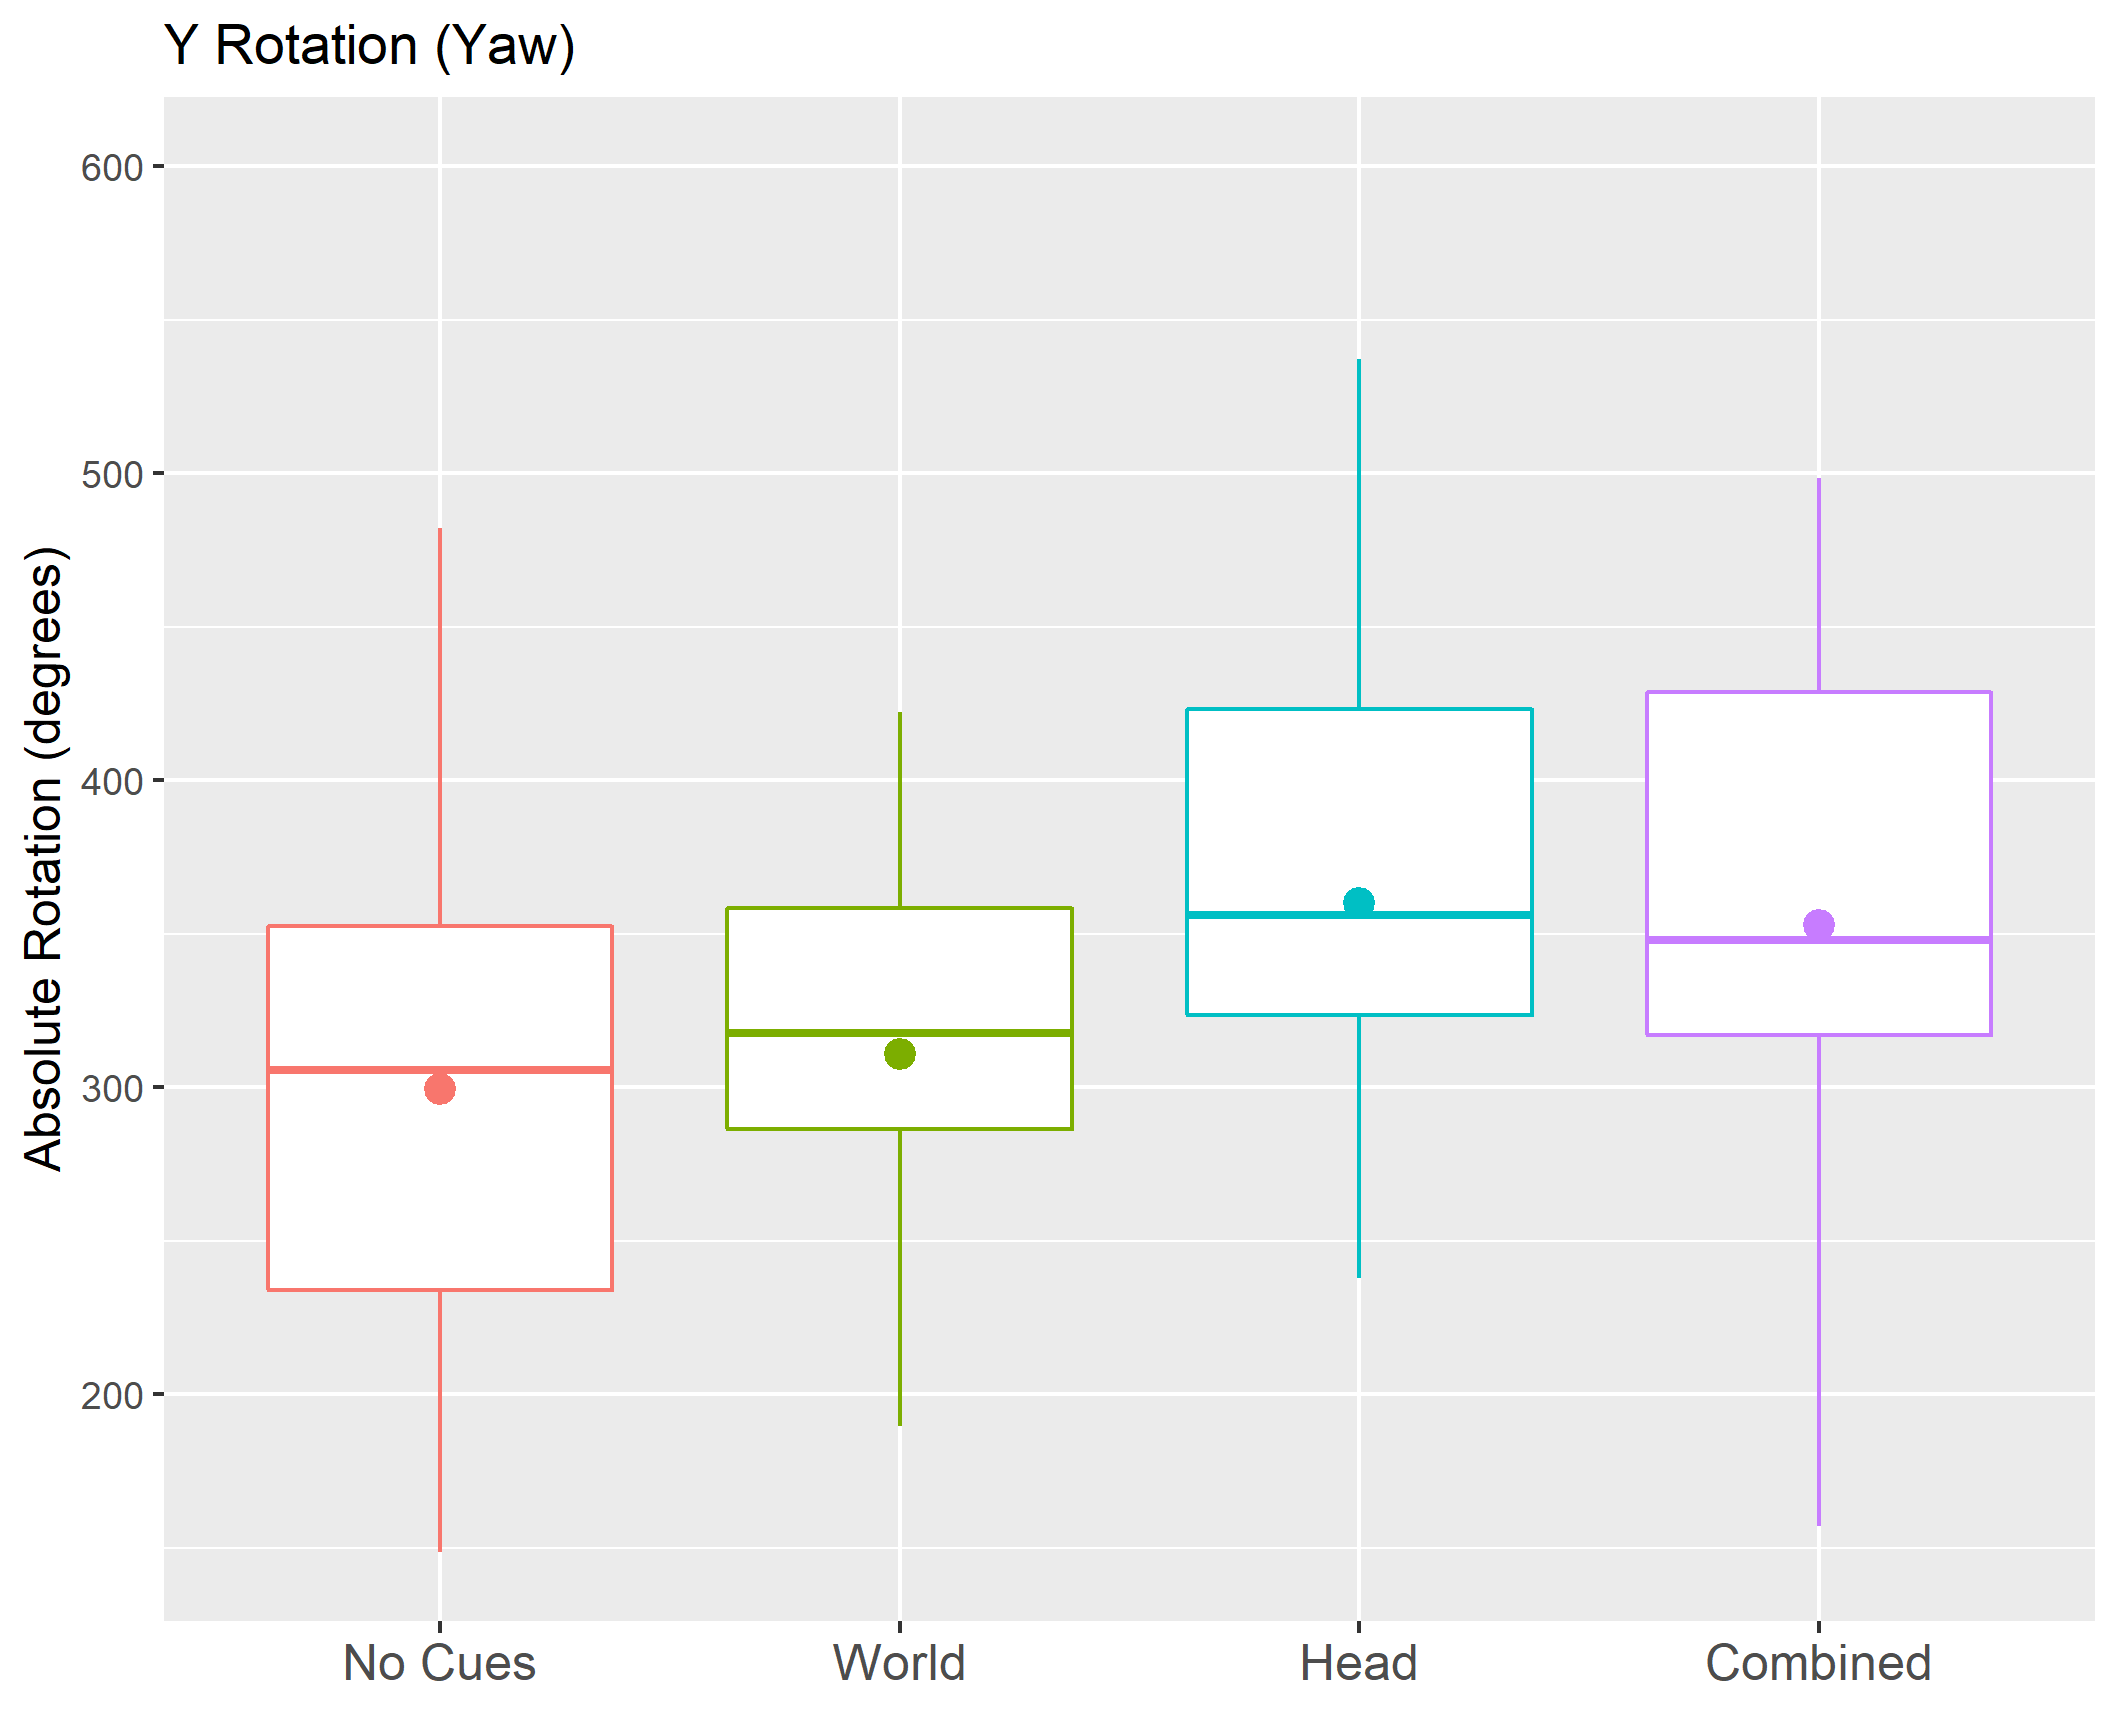 Y Rotation (Yaw)
Absolute Rotation (degrees)
600
500
400
300
200
No Cues
World
Head
Combined